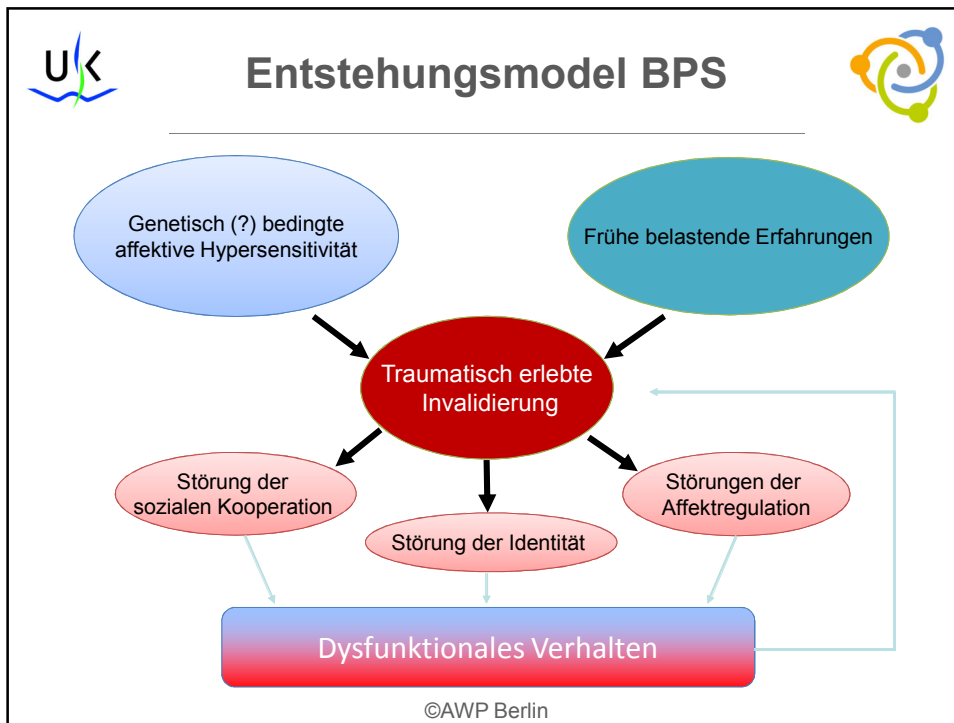 UK
Entstehungsmodel BPS
Genetisch (?) bedingte
affektive Hypersensitivität
Frühe belastende Erfahrungen
Traumatisch erlebte
Invalidierung
Störung der
sozialen Kooperation
Störung der Identität
Störungen der
Affektregulation
Dysfunktionales Verhalten
©AWP Berlin